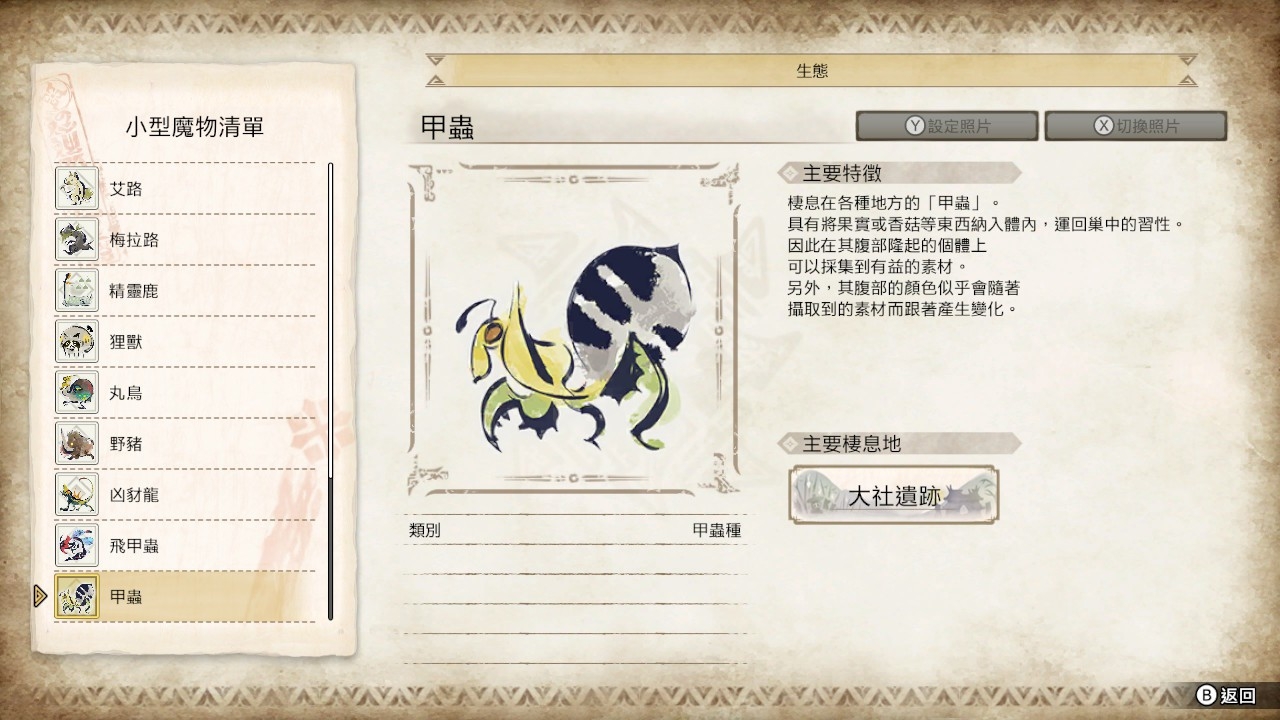 生態
小型魔物清單
艾路
梅拉路
精靈鹿
狸獸
丸鳥
野豬
凶豺龍
飛甲蟲
甲蟲
甲蟲
Y設定照片
X切換照片
主要特徵
棲息在各種地方的「甲蟲」。
具有將果實或香菇等東西納入體內，運回巢中的習性。
因此在其腹部隆起的個體上
可以採集到有益的素材。
另外，其腹部的顏色似乎會隨著
攝取到的素材而跟著產生變化。
主要棲息地
大社遺跡
類別 甲蟲種
B返回